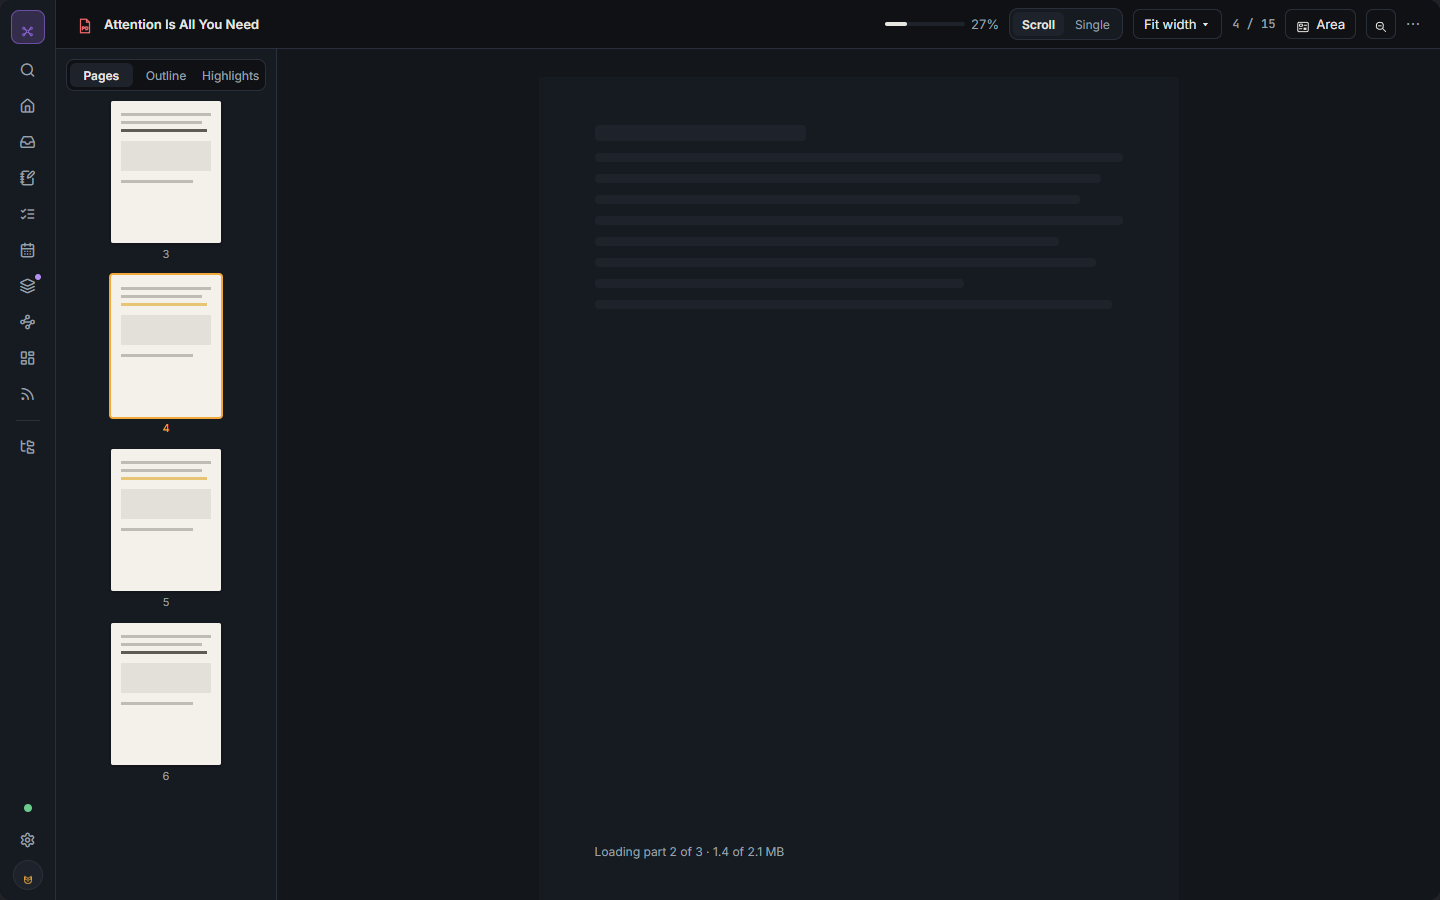 Attention Is All You Need
27%
Scroll
Single
Fit width
4 / 15
Area
Pages
Outline
Highlights
3
4
5
6
Loading part 2 of 3 · 1.4 of 2.1 MB